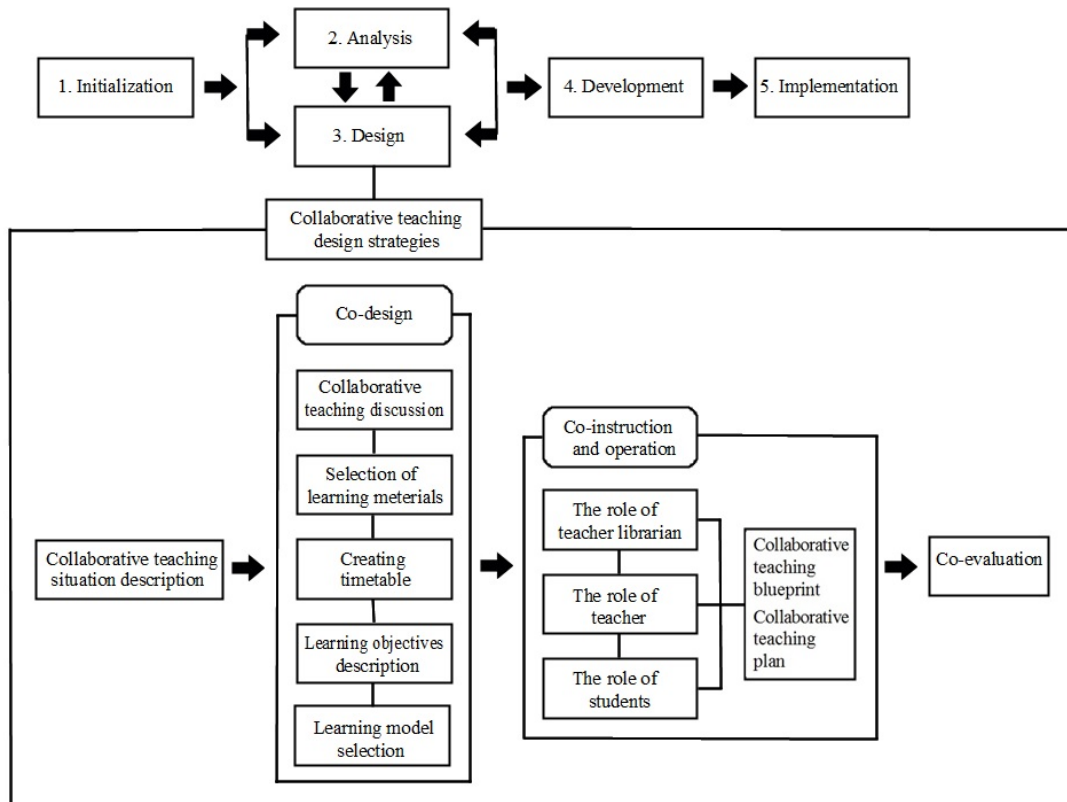 1. Initialization
2. Analysis
3. Design
4. Development
5. Implementation
Collaborative teaching
design strategies
Collaborative teaching
situation description
Co-design
Collaborative
teaching discussion
Selection of
learning meterials
Creating
timetable
Learning objectives
description
Learning model
selection
Co-instruction
and operation
The role of
teacher librarian
The role of
teacher
The role of
students
Collaborative
teaching
blueprint
Collaborative
teaching
plan
Co-evaluation